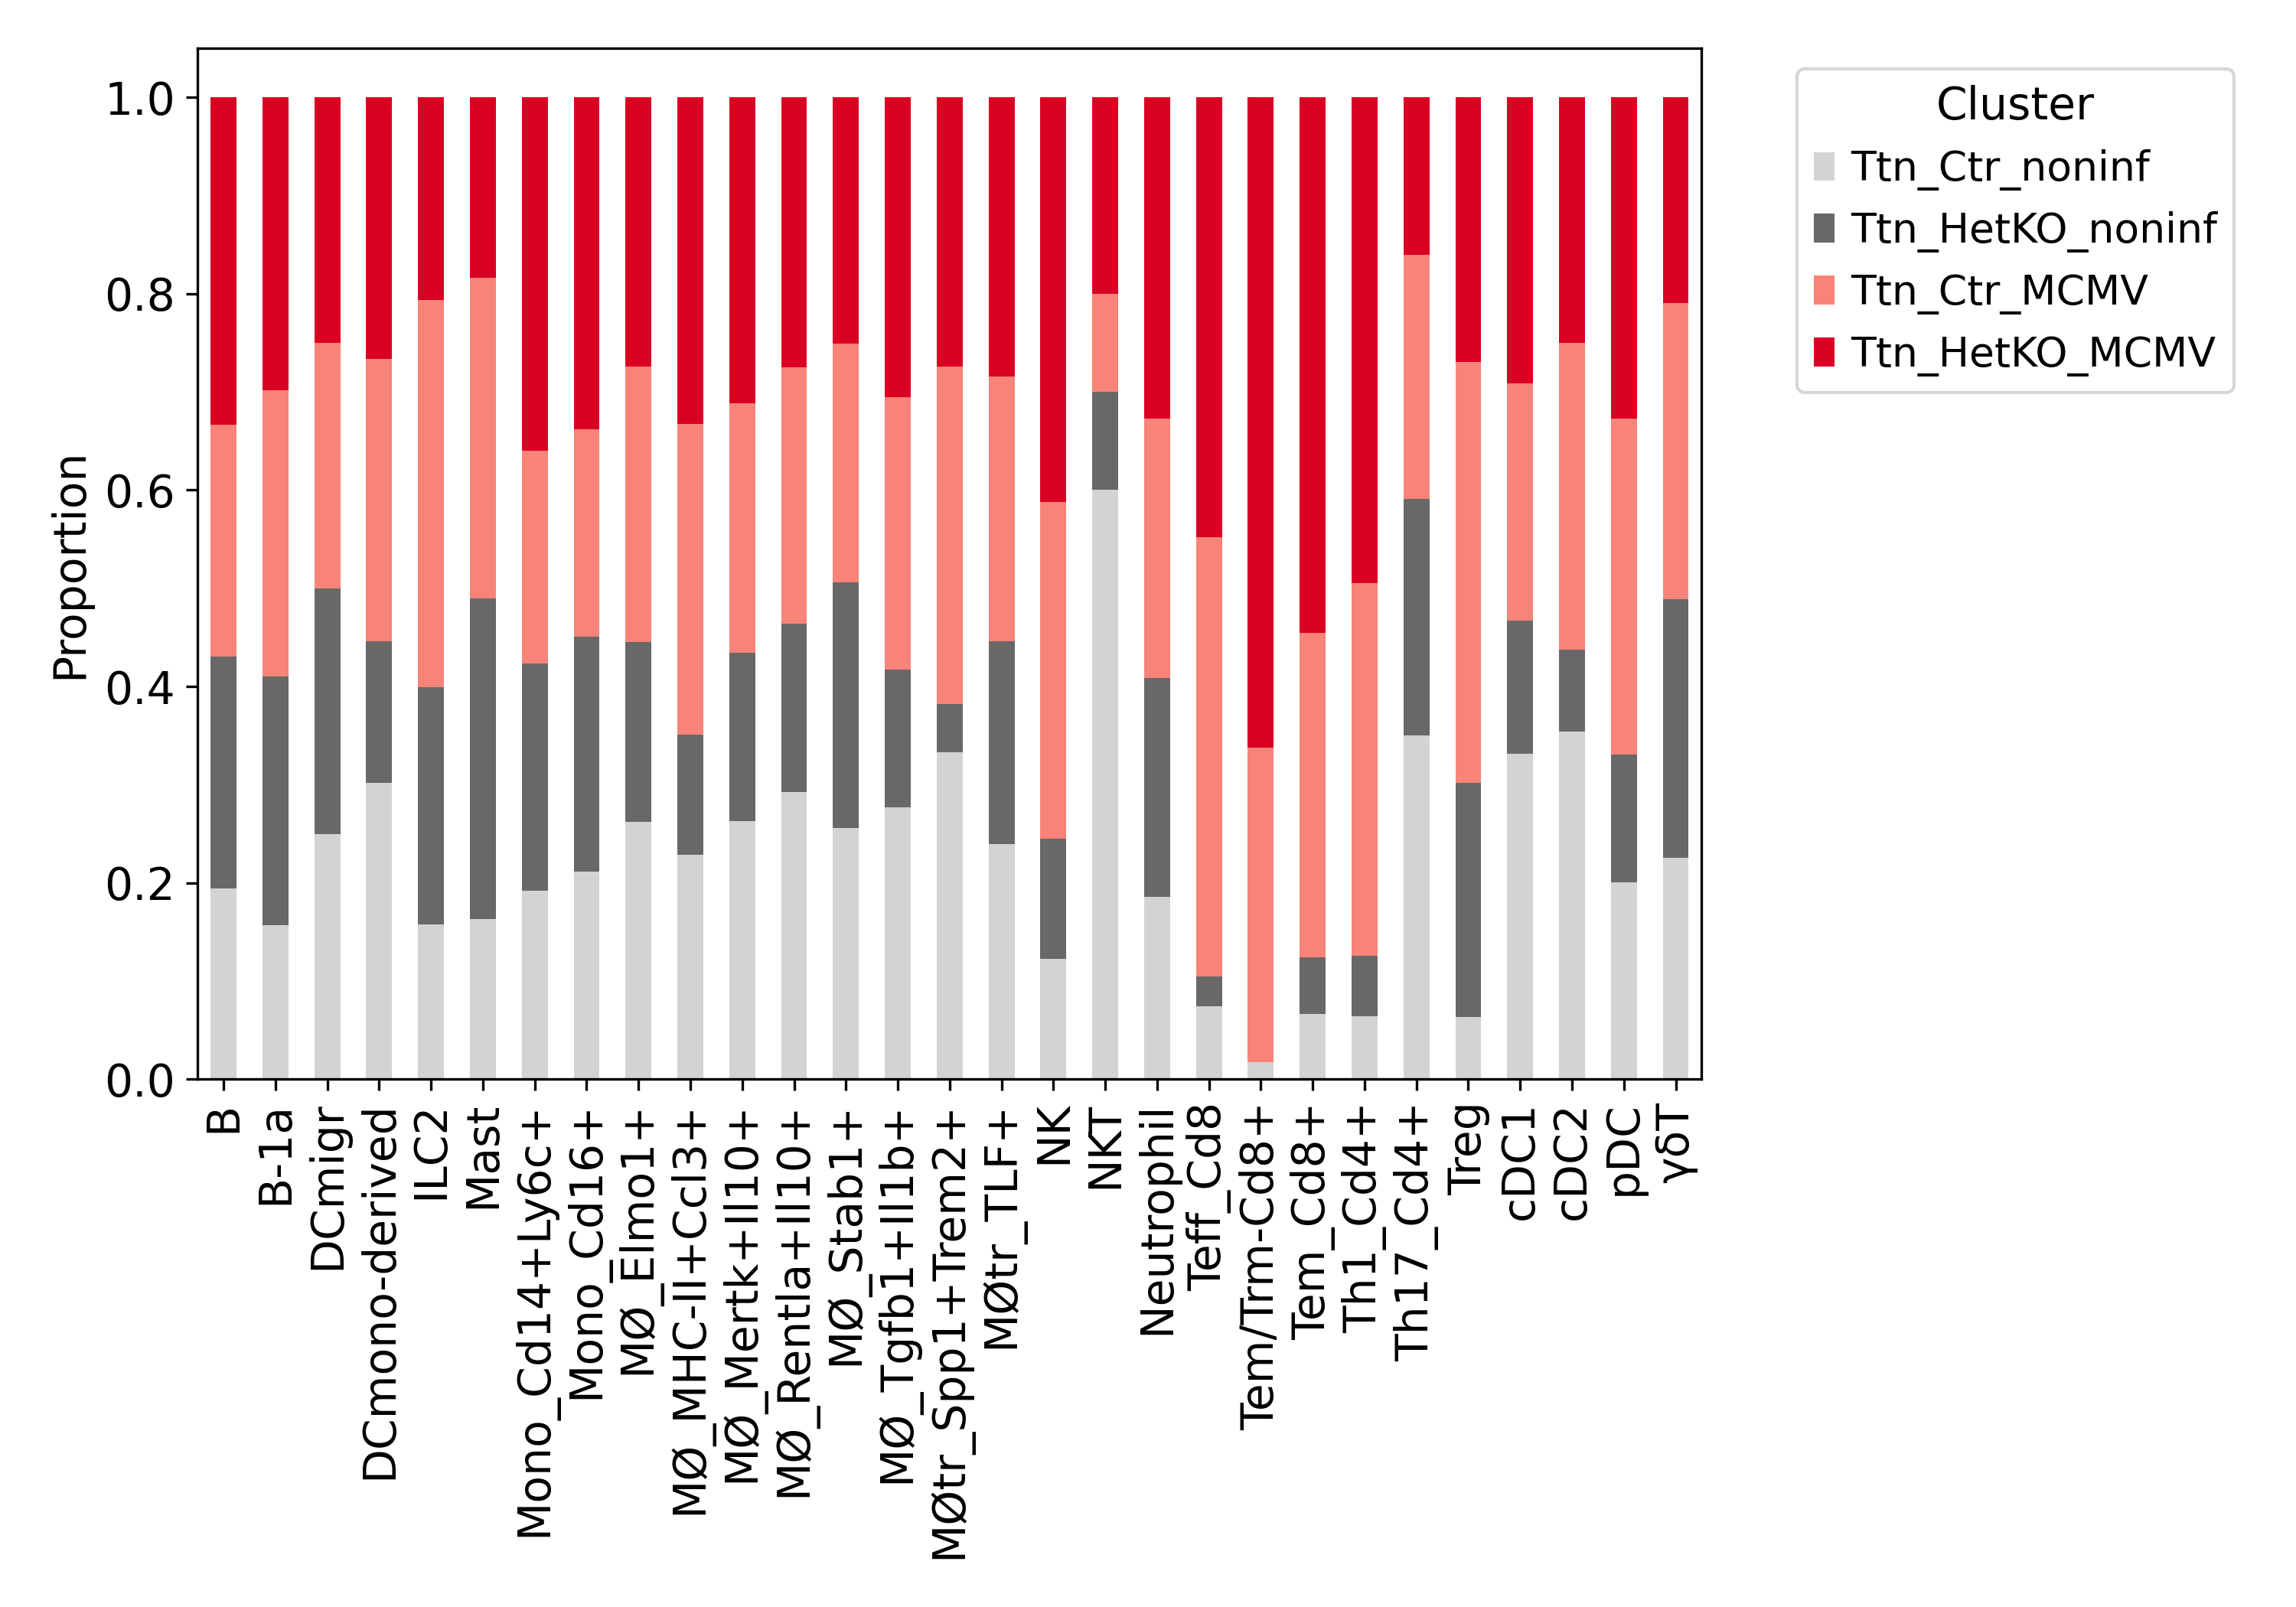 1.0
0.8
0.6
0.4
0.2
0.0
Proportion
B
B-1a
DCmigr
DCmono-derived
ILC2
Mast
Mono_Cd14+Ly6c+
Mono_Cd16+
MØ_Elmo1+
MØ_MHC-II+Ccl3+
MØ_Mertk+Il10+
MØ_Rentla+Il10+
MØ_Stab1+
MØ_Tgfb1+Il1b+
MØtr_Spp1+Trem2+
MØtr_TLF+
NK
NKT
Neutrophil
Teff_Cd8
Tem/Trm-Cd8+
Tem_Cd8+
Th1_Cd4+
Th17_Cd4+
Treg
cDC1
cDC2
pDC
γδT
Cluster
Ttn_Ctr_noninf
Ttn_HetKO_noninf
Ttn_Ctr_MCMV
Ttn_HetKO_MCMV